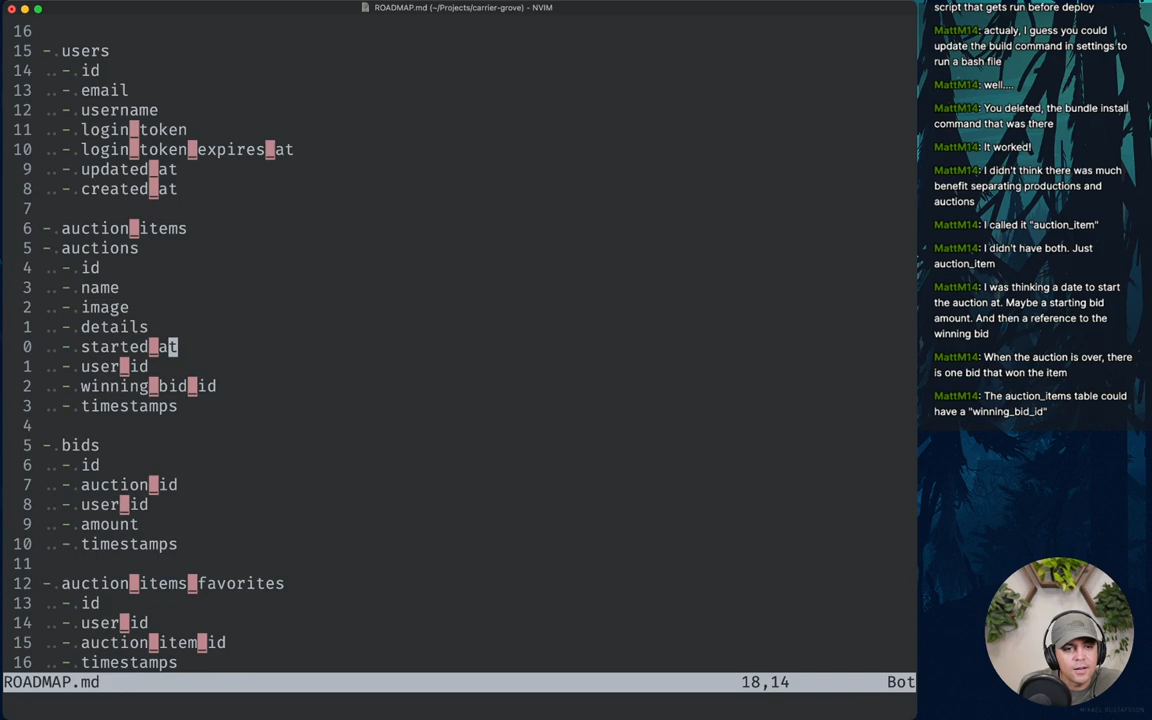 ROADMAP.md (~/Projects/carrier-grove) - NVIM
16
15 - users
14 - id
13 - email
12 - username
11 - login_token
10 - login_token_expires_at
9 - updated_at
8 - created_at
7
6 - auction_items
5 - auctions
4 - id
3 - name
2 - image
1 - details
0 - started_at
1 - user_id
2 - winning_bid_id
3 - timestamps
4
5 - bids
6 - id
7 - auction_id
8 - user_id
9 - amount
10 - timestamps
11
12 - auction_items_favorites
13 - id
14 - user_id
15 - auction_item_id
16 - timestamps
ROADMAP.md 18,14 Bot
script that gets run before deploy
MattM14: actualy, I guess you could
update the build command in settings to
run a bash file
MattM14: well....
MattM14: You deleted, the bundle install
command that was there
MattM14: It worked!
MattM14: I didn't think there was much
benefit separating productions and
auctions
MattM14: I called it "auction_item"
MattM14: I didn't have both. Just
auction_item
MattM14: I was thinking a date to start
the auction at. Maybe a starting bid
amount. And then a reference to the
winning bid
MattM14: When the auction is over, there
is one bid that won the item
MattM14: The auction_items table could
have a "winning_bid_id"
MIKAEL GUSTAFSSON